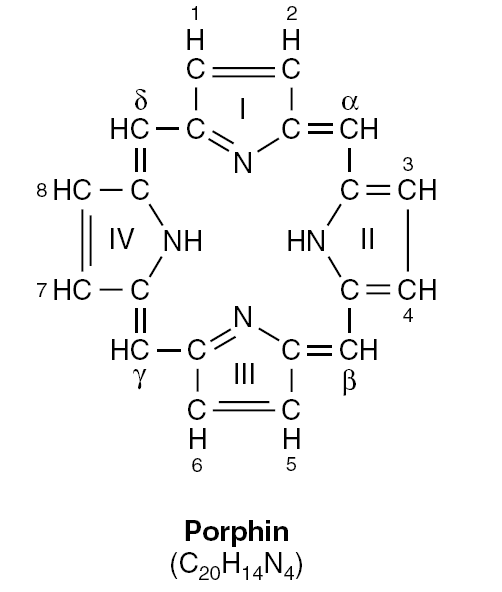 1 2
H H
C C
δ I α
HC C C CH
N
3
8 HC C C CH
IV NH HN II
7 HC C C CH
4
N
HC C C CH
γ III β
C C
H H
6 5
Porphin
(C₂₀H₁₄N₄)